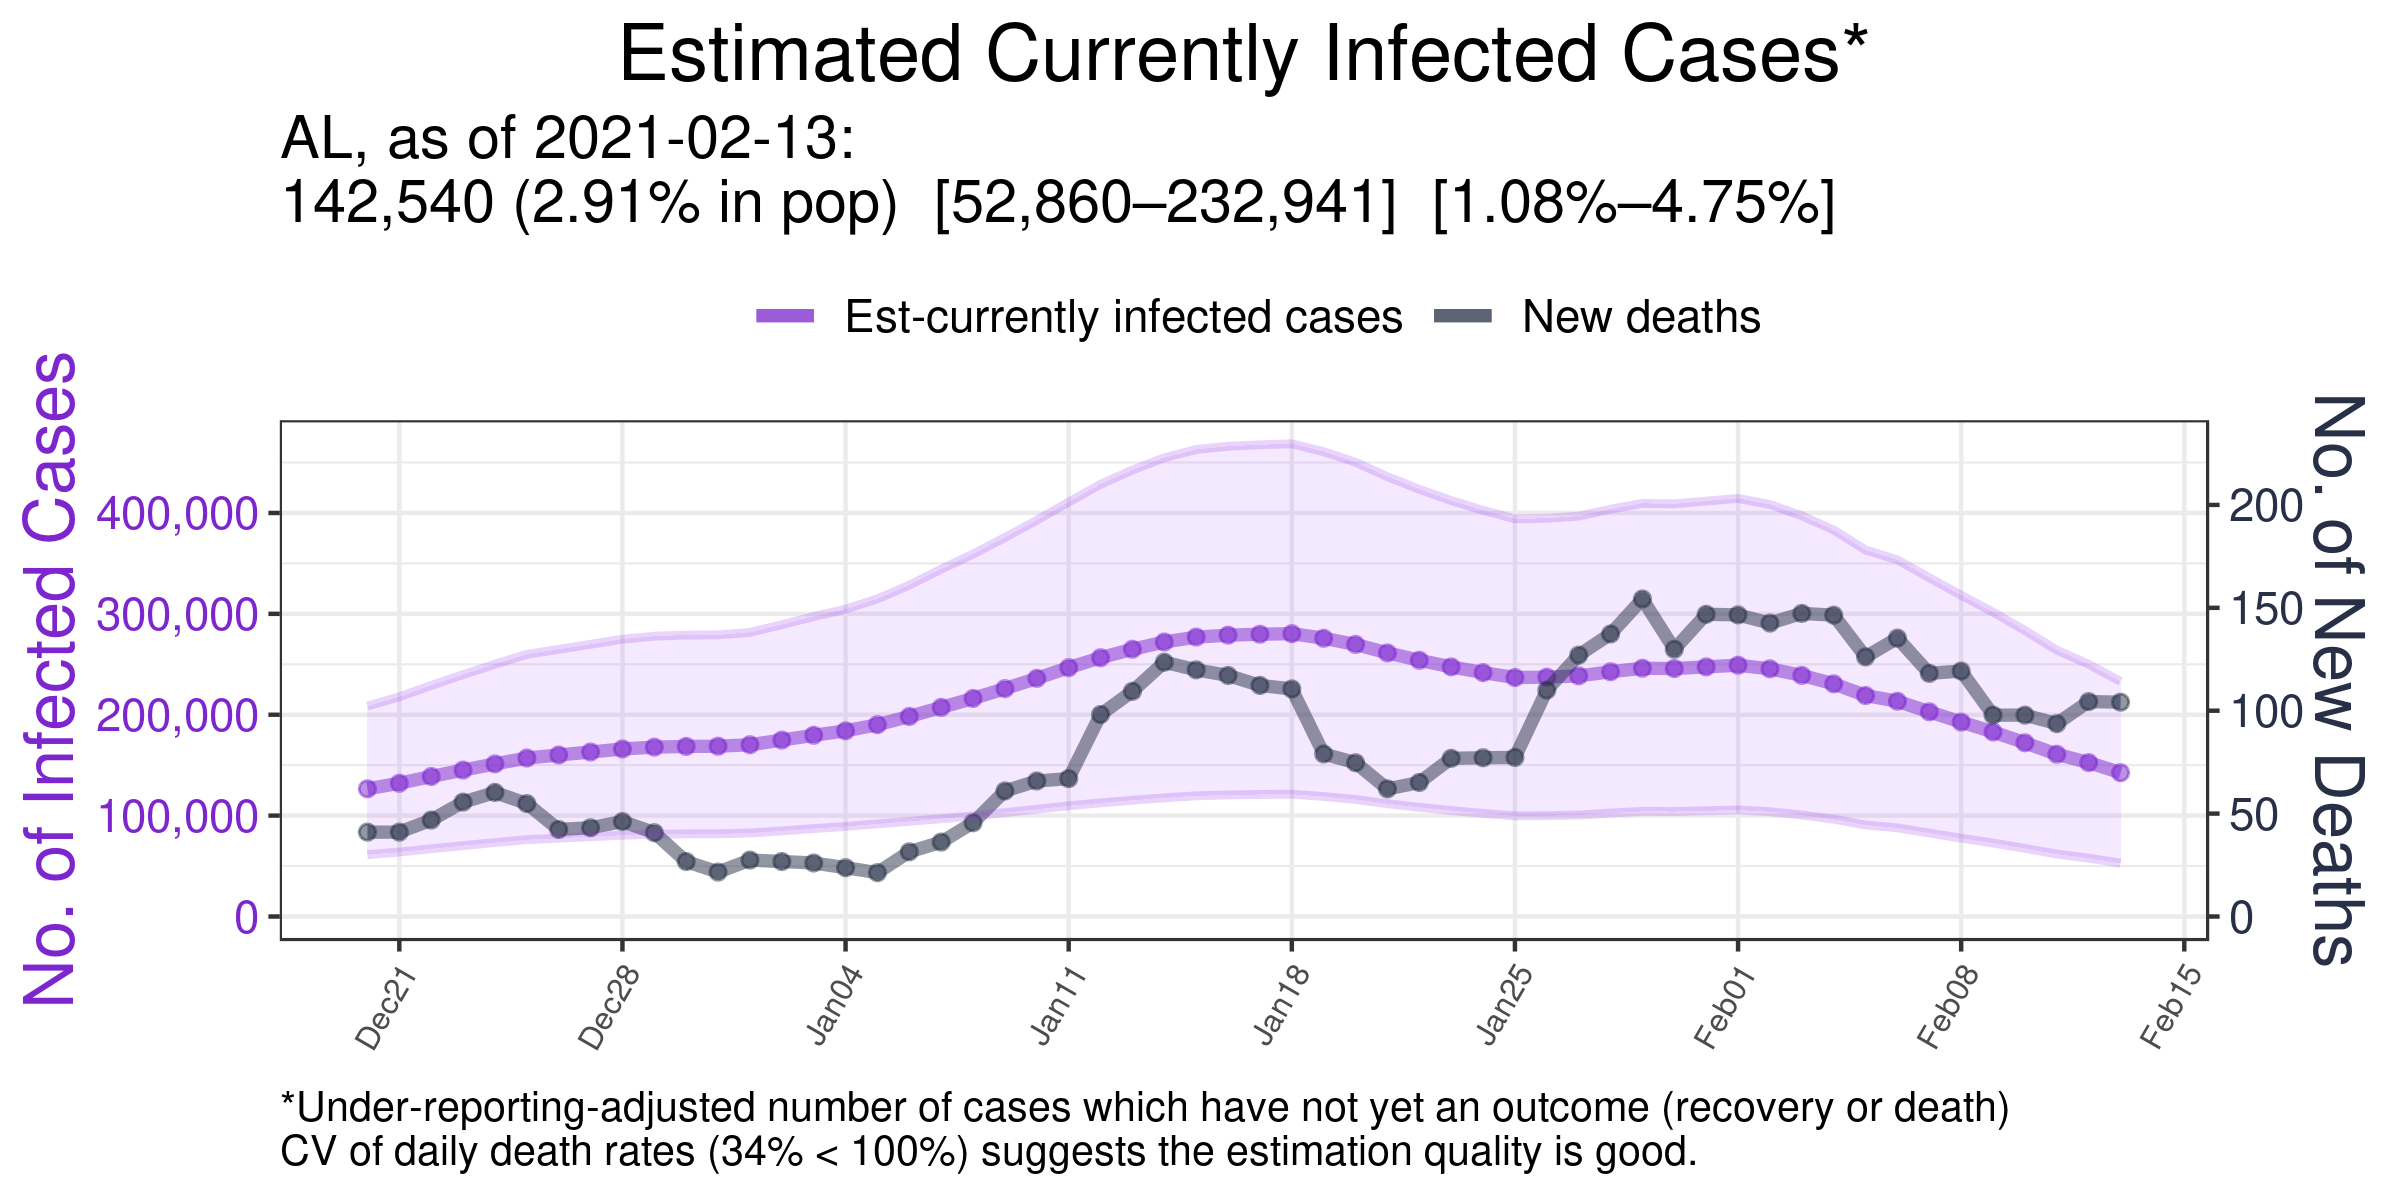 Estimated Currently Infected Cases*
AL, as of 2021-02-13:
142,540 (2.91% in pop)  [52,860–232,941]  [1.08%–4.75%]
Est-currently infected cases
New deaths
No. of Infected Cases
400,000
300,000
200,000
100,000
0
200
150
100
50
0
No. of New Deaths
Dec21
Dec28
Jan04
Jan11
Jan18
Jan25
Feb01
Feb08
Feb15
*Under-reporting-adjusted number of cases which have not yet an outcome (recovery or death)
CV of daily death rates (34% < 100%) suggests the estimation quality is good.